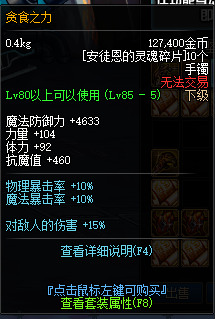 贪食之力
0.4kg 127,400金币
[安徒恩的灵魂碎片]10个
手镯
无法交易
Lv80以上可以使用 (Lv85 - 5) 下级
魔法防御力 +4633
力量 +104
体力 +92
抗魔值 +460
物理暴击率 +10%
魔法暴击率 +10%
对敌人的伤害 +15%
查看详细说明(F4)
『点击鼠标左键可购买』
查看套装属性(F8)
出售